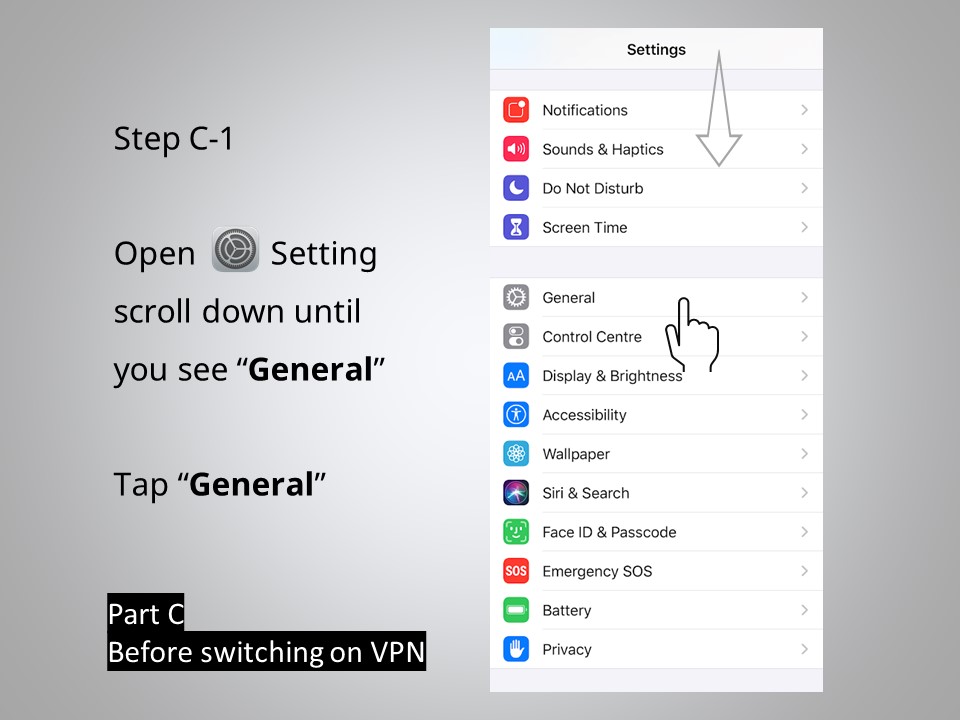 Step C-1
Open Setting
scroll down until
you see “General”
Tap “General”
Part C
Before switching on VPN
Settings
Notifications
Sounds & Haptics
Do Not Disturb
Screen Time
General
Control Centre
AA Display & Brightness
Accessibility
Wallpaper
Siri & Search
Face ID & Passcode
SOS Emergency SOS
Battery
Privacy